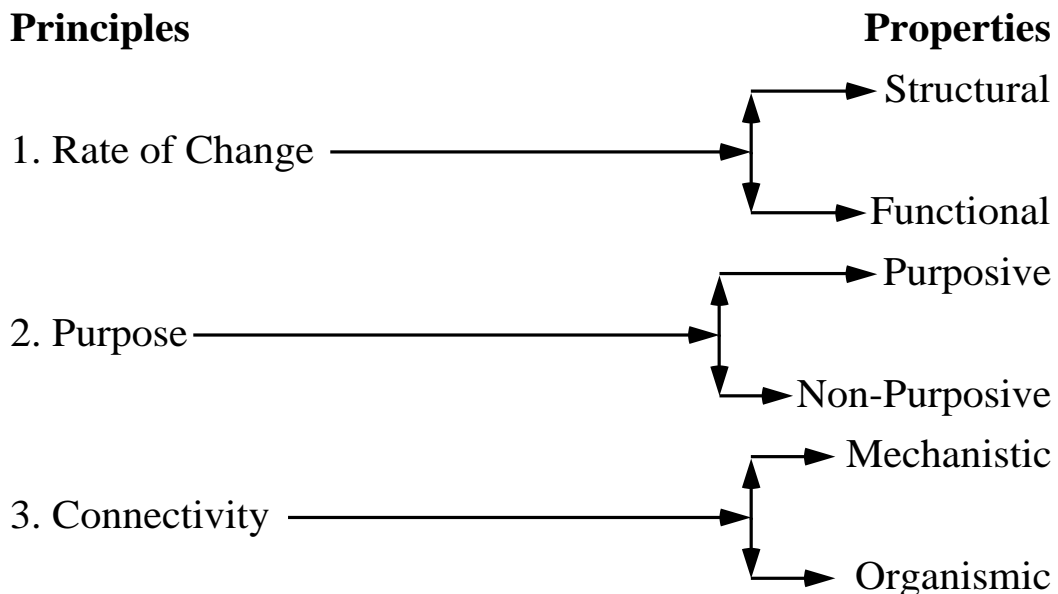 Principles Properties
Structural
1. Rate of Change
Functional
Purposive
2. Purpose
Non-Purposive
Mechanistic
3. Connectivity
Organismic